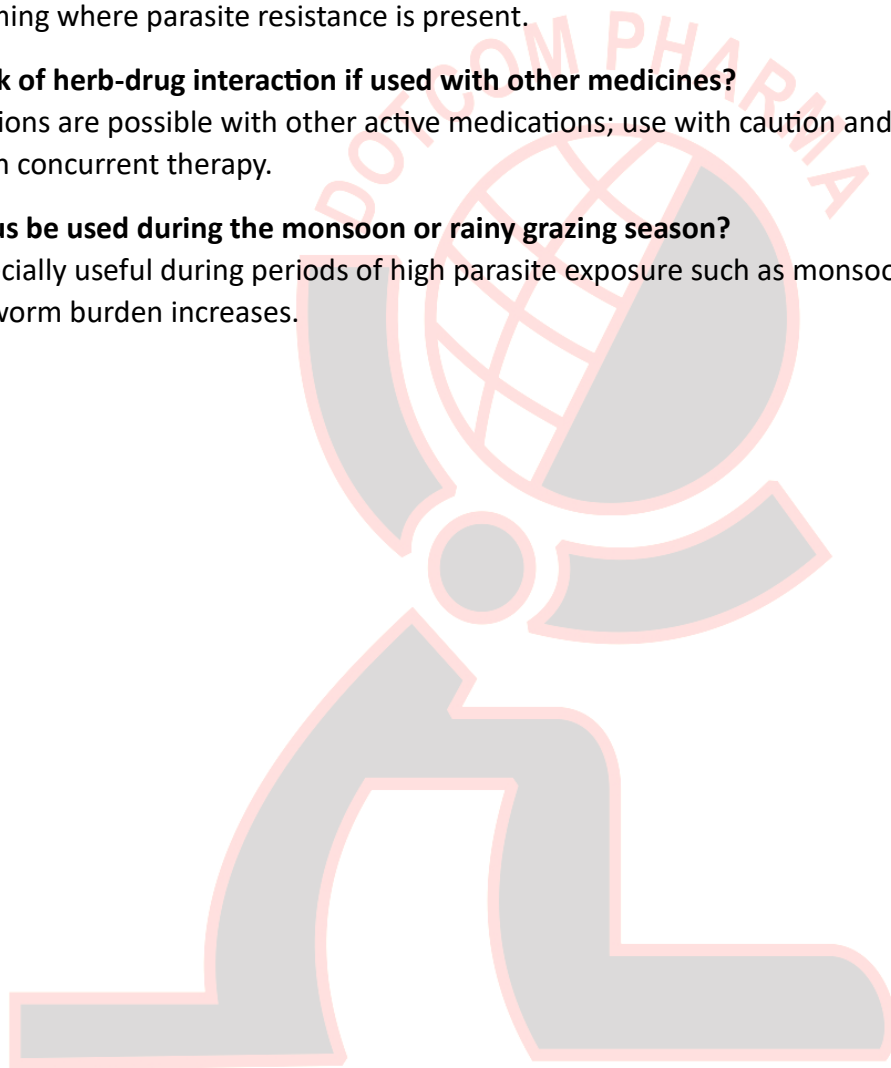 ning where parasite resistance is present.
k of herb-drug interaction if used with other medicines?
tions are possible with other active medications; use with caution and
n concurrent therapy.
us be used during the monsoon or rainy grazing season?
cially useful during periods of high parasite exposure such as monsoo
worm burden increases.
DOTCOM PHARMA